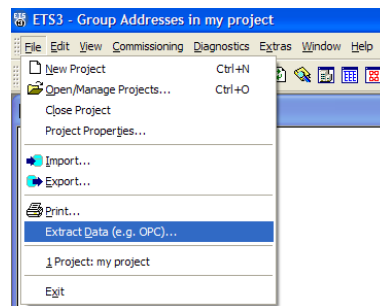 ETS3 - Group Addresses in my project
File Edit View Commissioning Diagnostics Extras Window Help
New Project Ctrl+N
Open/Manage Projects... Ctrl+O
Close Project
Project Properties...
Import...
Export...
Print...
Extract Data (e.g. OPC)...
1 Project: my project
Exit